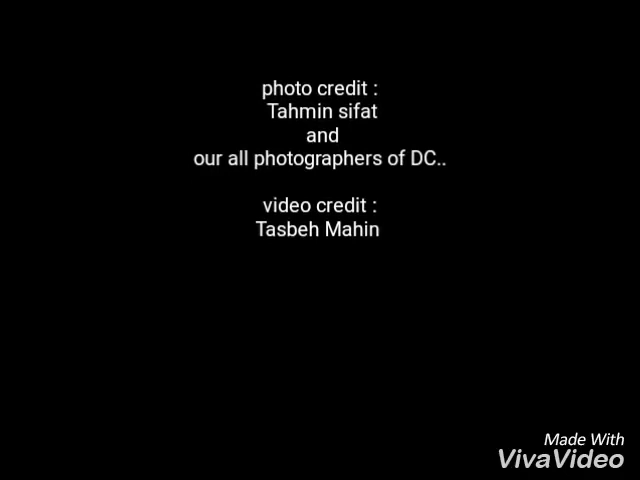 photo credit :
Tahmin sifat
and
our all photographers of DC..
video credit :
Tasbeh Mahin
Made With
VivaVideo